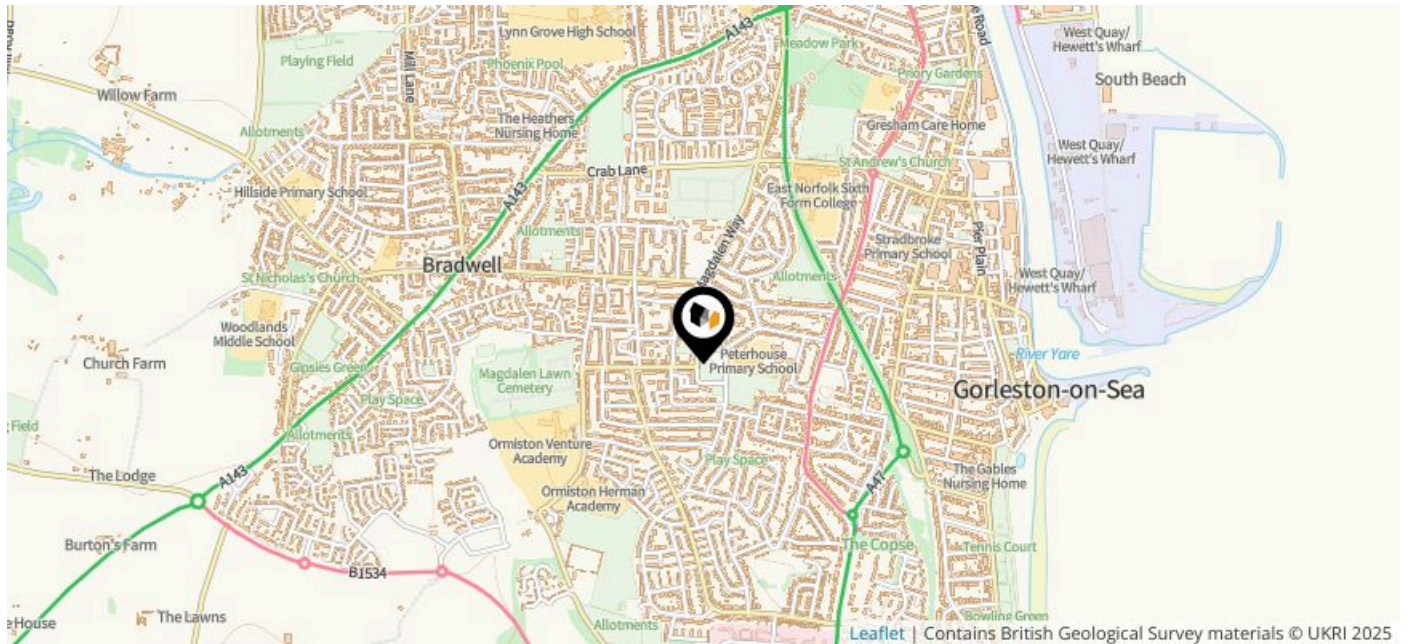 Lynn Grove High School
A143
e Road
West Quay/
Hewett's Wharf
Meadow Park
Playing Field
Phoenix Pool
Mill Lane
Priory Gardens
South Beach
Willow Farm
The Heathers
Nursing Home
Gresham Care Home
Allotments
West Quay/
Hewett's Wharf
St Andrew's Church
Crab Lane
Hillside Primary School
A143
East Norfolk Sixth
Form College
Allotments
Magdalen Way
Stradbroke
Primary School
Pier Plain
St Nicholas's Church
Bradwell
Allotments
West Quay/
Hewett's Wharf
Woodlands
Middle School
River Yare
Church Farm
Gipsies Green
Magdalen Lawn
Cemetery
Peterhouse
Primary School
Gorleston-on-Sea
Play Space
Field
Allotments
Ormiston Venture
Academy
Play Space
The Lodge
A143
A47
The Gables
Nursing Home
Ormiston Herman
Academy
Burton's Farm
The Copse
Tennis Court
B1534
The Lawns
e House
Allotments
Bowling Green
Leaflet | Contains British Geological Survey materials © UKRI 2025